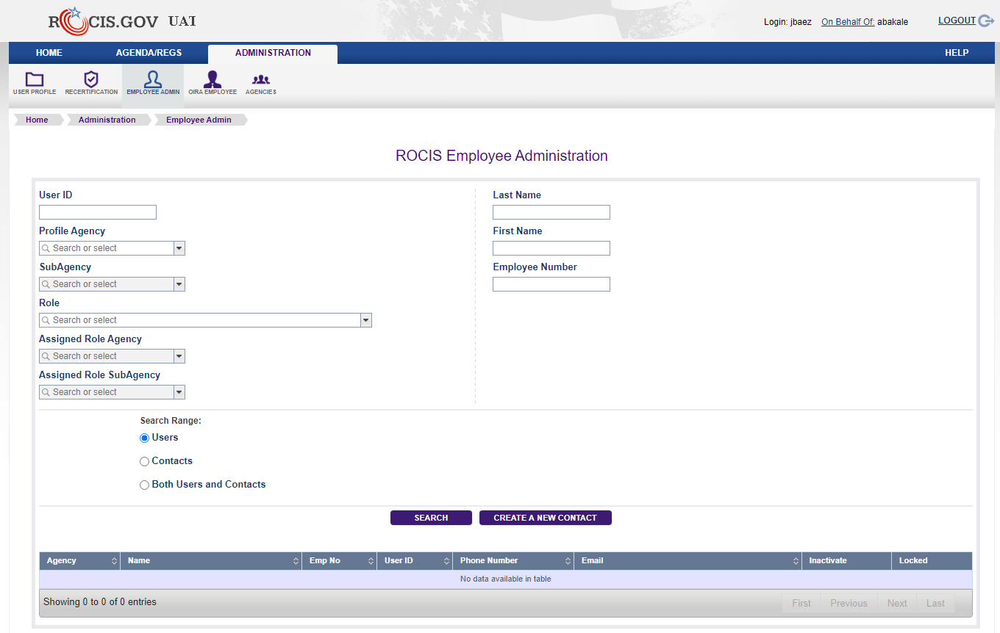 ROCIS.GOV UAT
Login: jbaez On Behalf Of: abakale
LOGOUT
HOME AGENDA/REGS ADMINISTRATION HELP
USER PROFILE RECERTIFICATION EMPLOYEE ADMIN OIRA EMPLOYEE AGENCIES
Home Administration Employee Admin
ROCIS Employee Administration
User ID
Profile Agency
Search or select
SubAgency
Search or select
Role
Search or select
Assigned Role Agency
Search or select
Assigned Role SubAgency
Search or select
Last Name
First Name
Employee Number
Search Range:
Users
Contacts
Both Users and Contacts
SEARCH CREATE A NEW CONTACT
Agency Name Emp No User ID Phone Number Email Inactivate Locked
No data available in table
Showing 0 to 0 of 0 entries First Previous Next Last